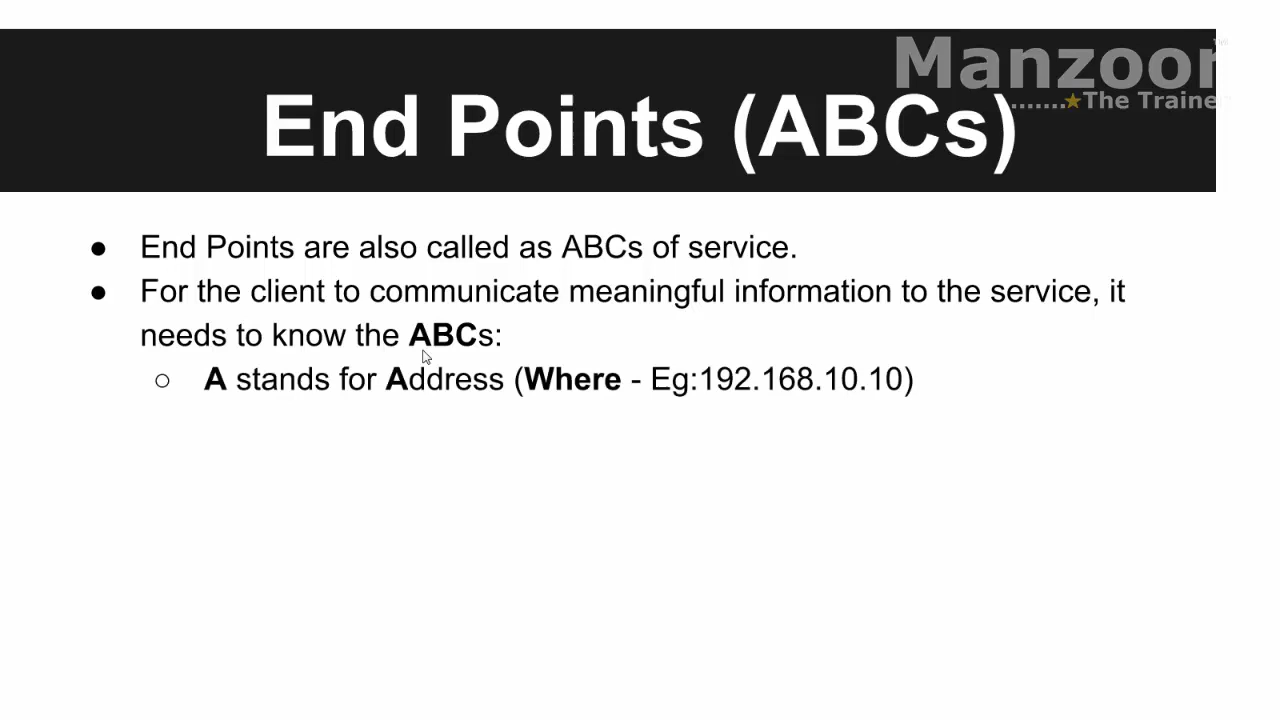 Manzoor
.......★The Trainer
End Points (ABCs)
● End Points are also called as ABCs of service.
● For the client to communicate meaningful information to the service, it
needs to know the ABCs:
○ A stands for Address (Where - Eg:192.168.10.10)